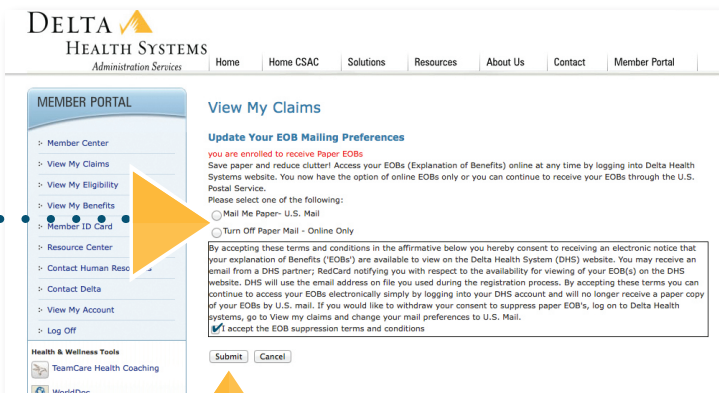 DELTA
HEALTH SYSTEMS
Administration Services
Home Home CSAC Solutions Resources About Us Contact Member Portal
MEMBER PORTAL
Member Center
View My Claims
View My Eligibility
View My Benefits
Member ID Card
Resource Center
Contact Human
Contact Delta
View My Account
Log Off
Health & Wellness Tools
TeamCare Health Coaching
WorldDoc
View My Claims
Update Your EOB Mailing Preferences
you are enrolled to receive Paper EOBs
Save paper and reduce clutter! Access your EOBs (Explanation of Benefits) online at any time by logging into Delta Health
Systems website. You now have the option of online EOBs only or you can continue to receive your EOBs through the U.S.
Postal Service.
Please select one of the following:
Mail Me Paper- U.S. Mail
Turn Off Paper Mail - Online Only
By accepting these terms and conditions in the affirmative below you hereby consent to receiving an electronic notice that
your explanation of Benefits ('EOBs') are available to view on the Delta Health System (DHS) website. You may receive an
email from a DHS partner; RedCard notifying you with respect to the availability for viewing of your EOB(s) on the DHS
website. DHS will use the email address on file you used during the registration process. By accepting these terms you can
continue to access your EOBs electronically simply by logging into your DHS account and will no longer receive a paper copy
of your EOBs by U.S. mail. If you would like to withdraw your consent to suppress paper EOB's, log on to Delta Health
systems, go to View my claims and change your mail preferences to U.S. Mail.
I accept the EOB suppression terms and conditions
Submit Cancel